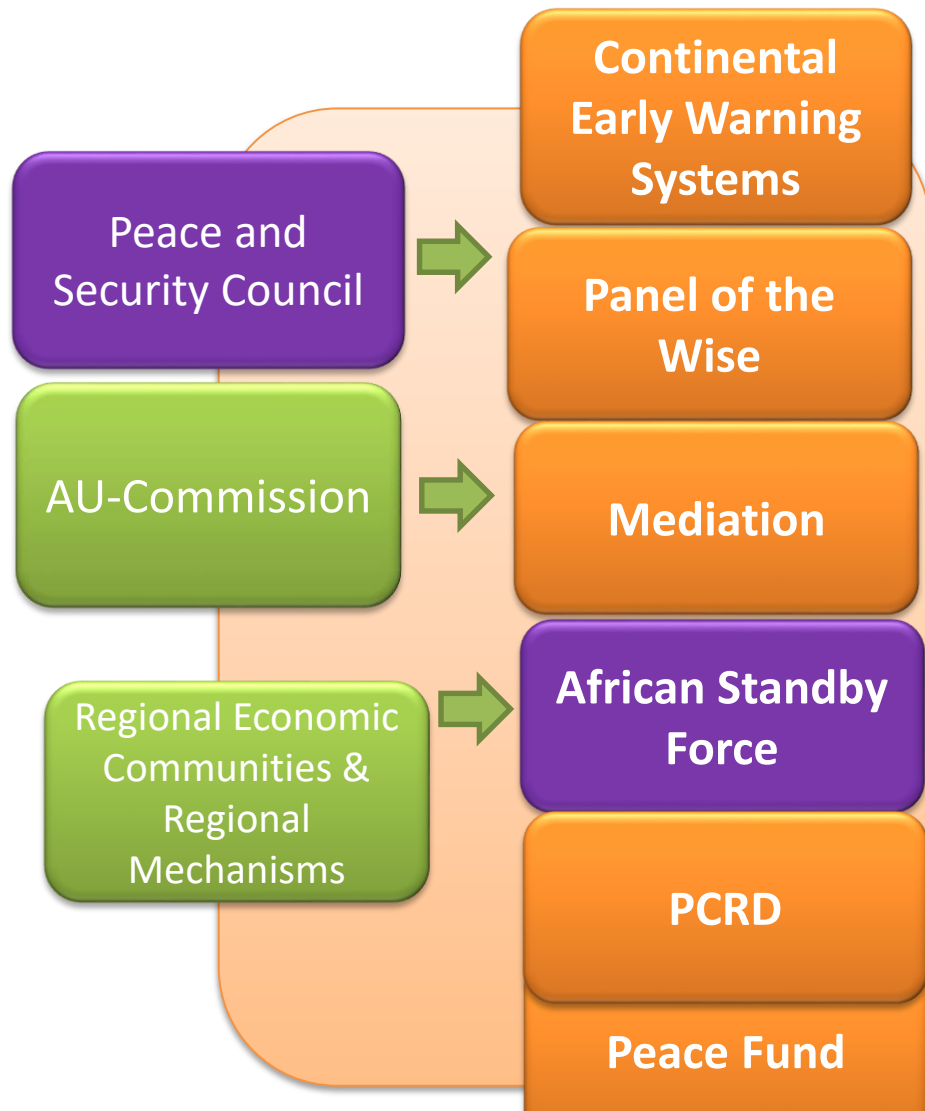 Peace and
Security Council
AU-Commission
Regional Economic
Communities &
Regional
Mechanisms
Continental
Early Warning
Systems
Panel of the
Wise
Mediation
African Standby
Force
PCRD
Peace Fund